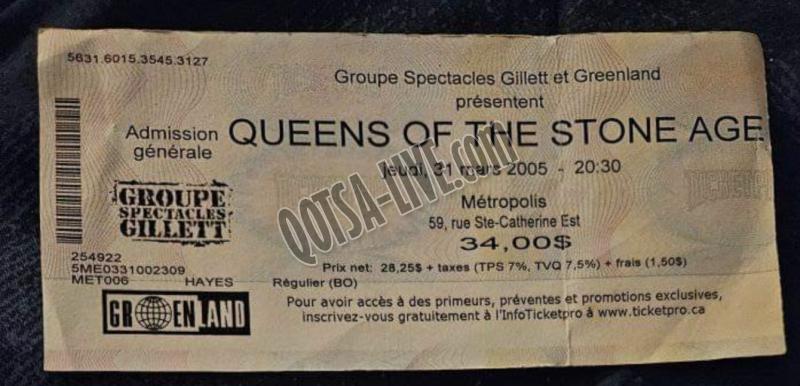 5631.6015.3545.3127
Groupe Spectacles Gillett et Greenland
présentent
Admission
générale
QUEENS OF THE STONE AGE
jeudi, 31 mars 2005 - 20:30
Métropolis
59, rue Ste-Catherine Est
34,00$
Prix net: 28,25$ + taxes (TPS 7%, TVQ 7,5%) + frais (1,50$)
GROUPE
SPECTACLES
GILLETT
254922
5ME0331002309
MET006 HAYES Régulier (BO)
GREENLAND
Pour avoir accès à des primeurs, préventes et promotions exclusives,
inscrivez-vous gratuitement à l'InfoTicketpro à www.ticketpro.ca
QOTSA-LIVE.com